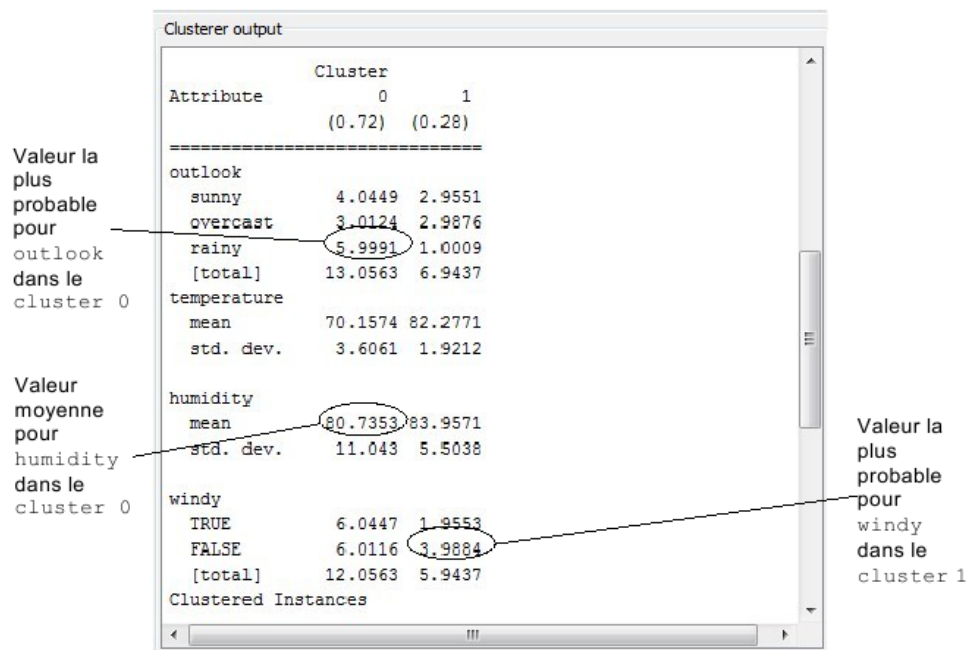 Clusterer output
Cluster
Attribute 0 1
(0.72) (0.28)
==============================
outlook
sunny 4.0449 2.9551
overcast 3.0124 2.9876
rainy 5.9991 1.0009
[total] 13.0563 6.9437
temperature
mean 70.1574 82.2771
std. dev. 3.6061 1.9212
humidity
mean 80.7353 83.9571
std. dev. 11.043 5.5038
windy
TRUE 6.0447 1.9553
FALSE 6.0116 3.9884
[total] 12.0563 5.9437
Clustered Instances
Valeur la
plus
probable
pour
outlook
dans le
cluster 0
Valeur
moyenne
pour
humidity
dans le
cluster 0
Valeur la
plus
probable
pour
windy
dans le
cluster 1